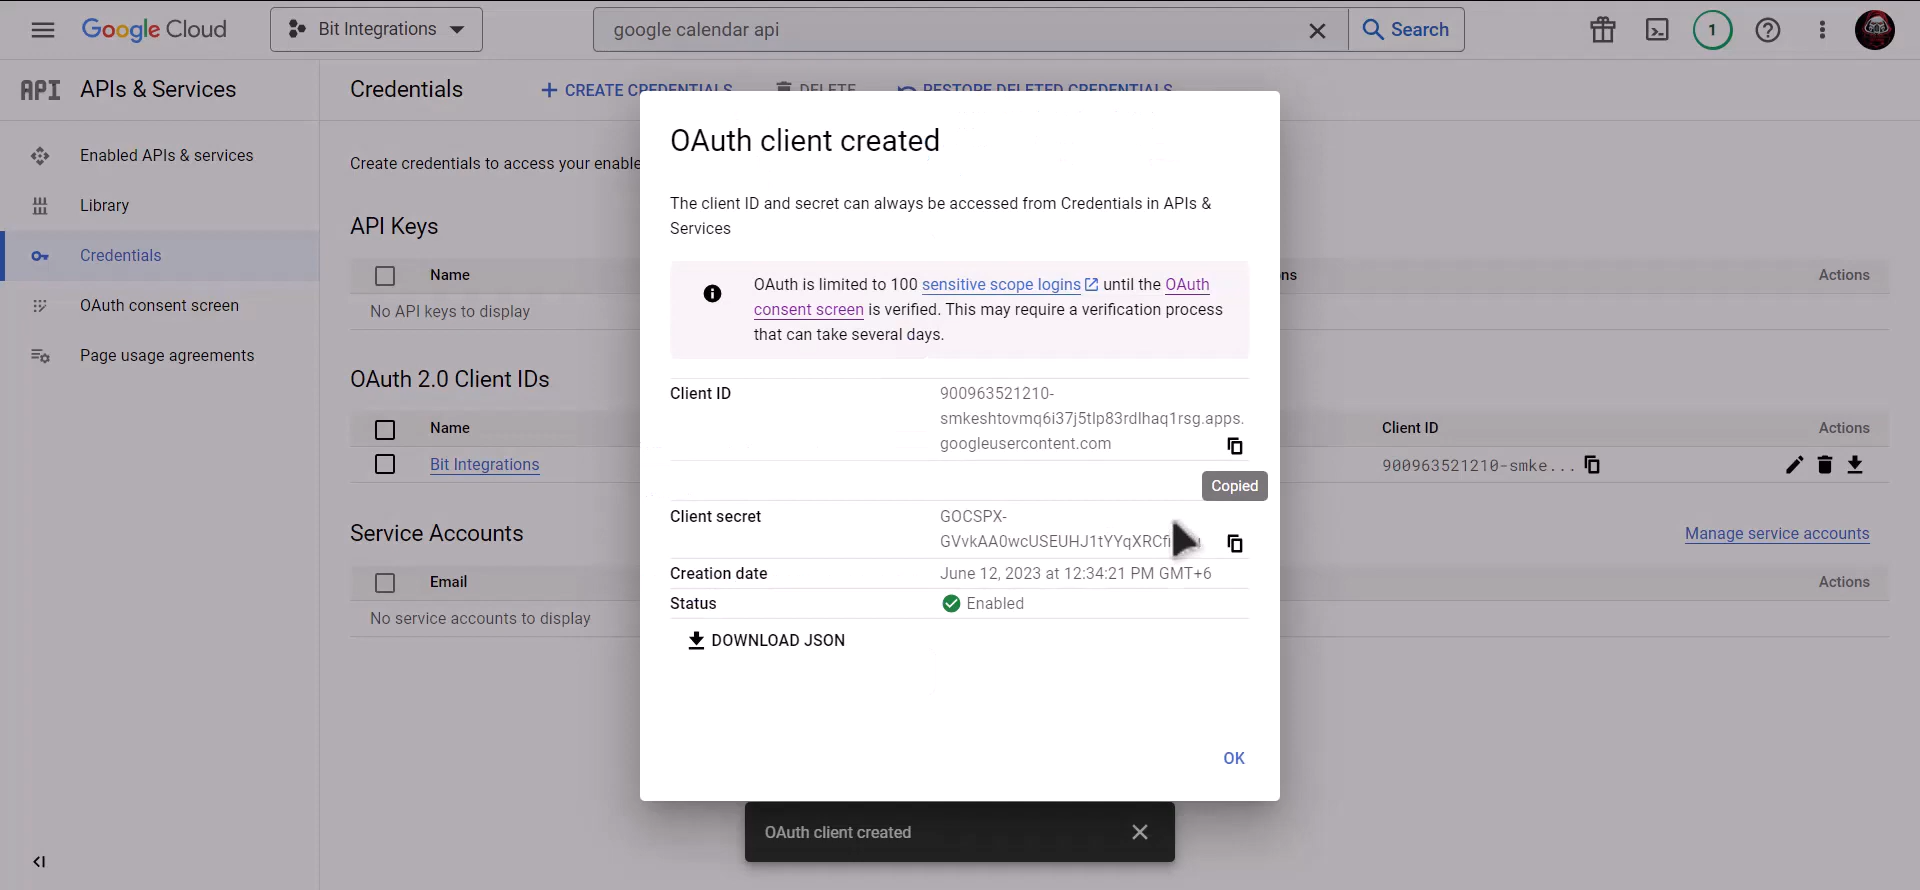 Google Cloud
Bit Integrations
google calendar api
Search
1
API APIs & Services
Credentials
CREATE CREDENTIALS
DELETE
RESTORE DELETED CREDENTIALS
Enabled APIs & services
Library
Credentials
OAuth consent screen
Page usage agreements
Create credentials to access your
API Keys
Name
Actions
No API keys to display
OAuth 2.0 Client IDs
Name
Client ID
Actions
Bit Integrations
900963521210-smke...
Service Accounts
Manage service accounts
Email
Actions
No service accounts to display
OAuth client created
The client ID and secret can always be accessed from Credentials in APIs &
Services
OAuth is limited to 100 sensitive scope logins until the OAuth
consent screen is verified. This may require a verification process
that can take several days.
Client ID
900963521210-
smkeshtovmq6i37j5tlp83rdlhaq1rsg.apps.
googleusercontent.com
Copied
Client secret
GOCSPX-
Creation date
June 12, 2023 at 12:34:21 PM GMT+6
Status
Enabled
DOWNLOAD JSON
OK
OAuth client created